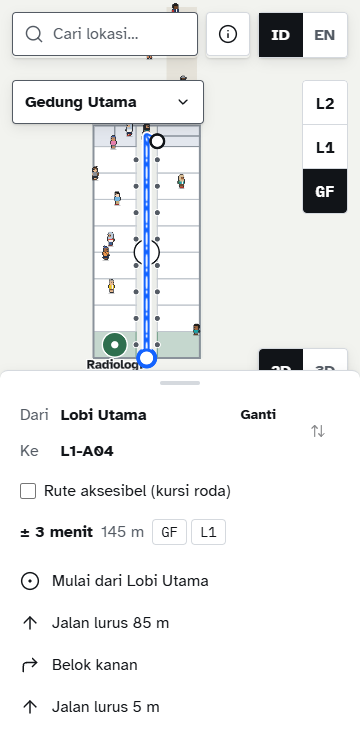 Cari lokasi...
ID
EN
Gedung Utama
L2
L1
GF
Dari Lobi Utama
Ganti
Ke L1-A04
Rute aksesibel (kursi roda)
± 3 menit 145 m GF L1
Mulai dari Lobi Utama
Jalan lurus 85 m
Belok kanan
Jalan lurus 5 m